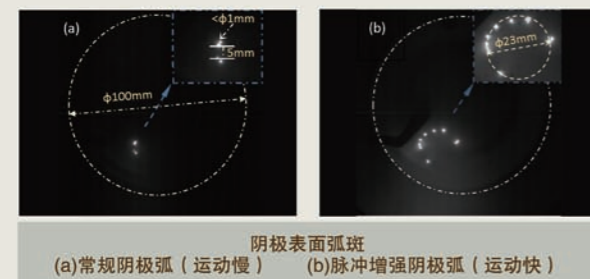 (a)
<φ1mm
5mm
φ100mm
(b)
φ23mm
阴极表面弧斑
(a)常规阴极弧（运动慢） (b)脉冲增强阴极弧（运动快）